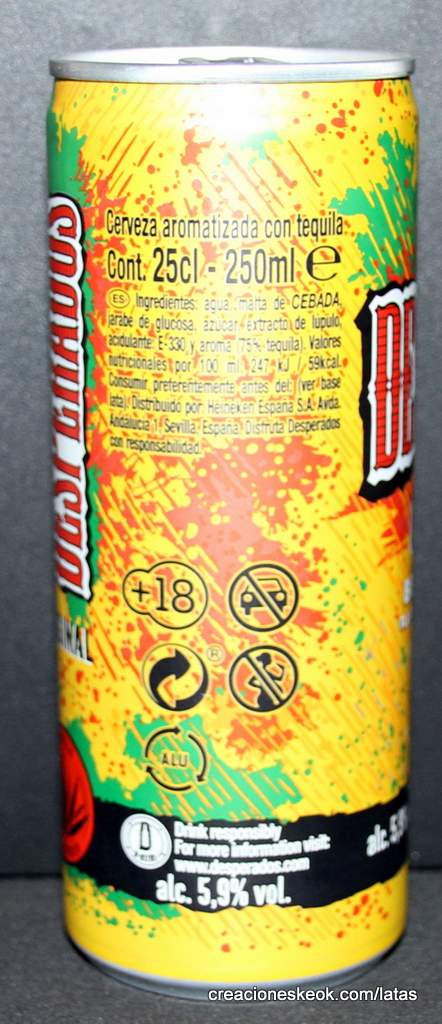 Cerveza aromatizada con tequila
Cont. 25cl - 250ml e
ES Ingredientes: agua, malta de CEBADA,
jarabe de glucosa, azúcar, extracto de lúpulo,
acidulante: E-330 y aroma (75% tequila). Valores
nutricionales por 100 ml: 247 kJ / 59kcal.
Consumir preferentemente antes del: (ver base
lata). Distribuido por: Heineken España S.A. Avda.
Andalucía 1, Sevilla. España. Disfruta Desperados
con responsabilidad.
DESPERADOS
+18
®
ALU
Drink responsibly
For more information visit:
www.desperados.com
alc. 5,9% vol.
alc. 5,9
creacioneskeok.com/latas